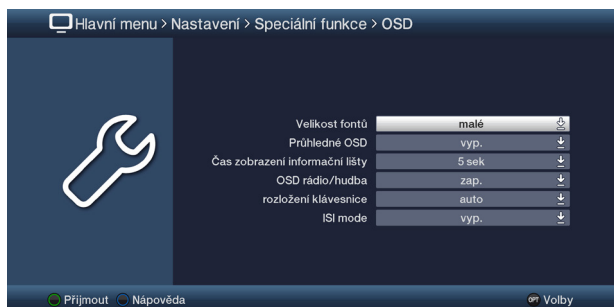 Hlavní menu > Nastavení > Speciální funkce > OSD
Velikost fontů malé
Průhledné OSD vyp.
Čas zobrazení informační lišty 5 sek
OSD rádio/hudba zap.
rozložení klávesnice auto
ISI mode vyp.
Přijmout Nápověda OPT Volby